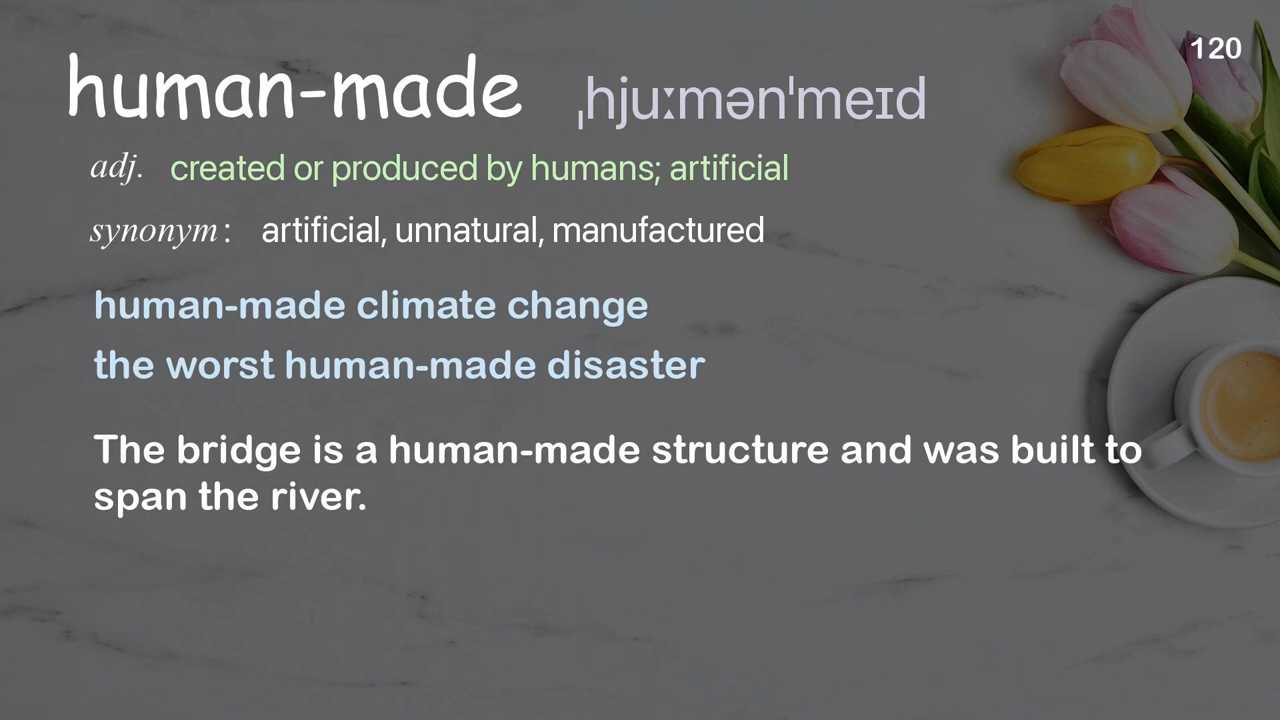 120
human-made ˌhjuːmənˈmeɪd
adj. created or produced by humans; artificial
synonym: artificial, unnatural, manufactured
human-made climate change
the worst human-made disaster
The bridge is a human-made structure and was built to
span the river.